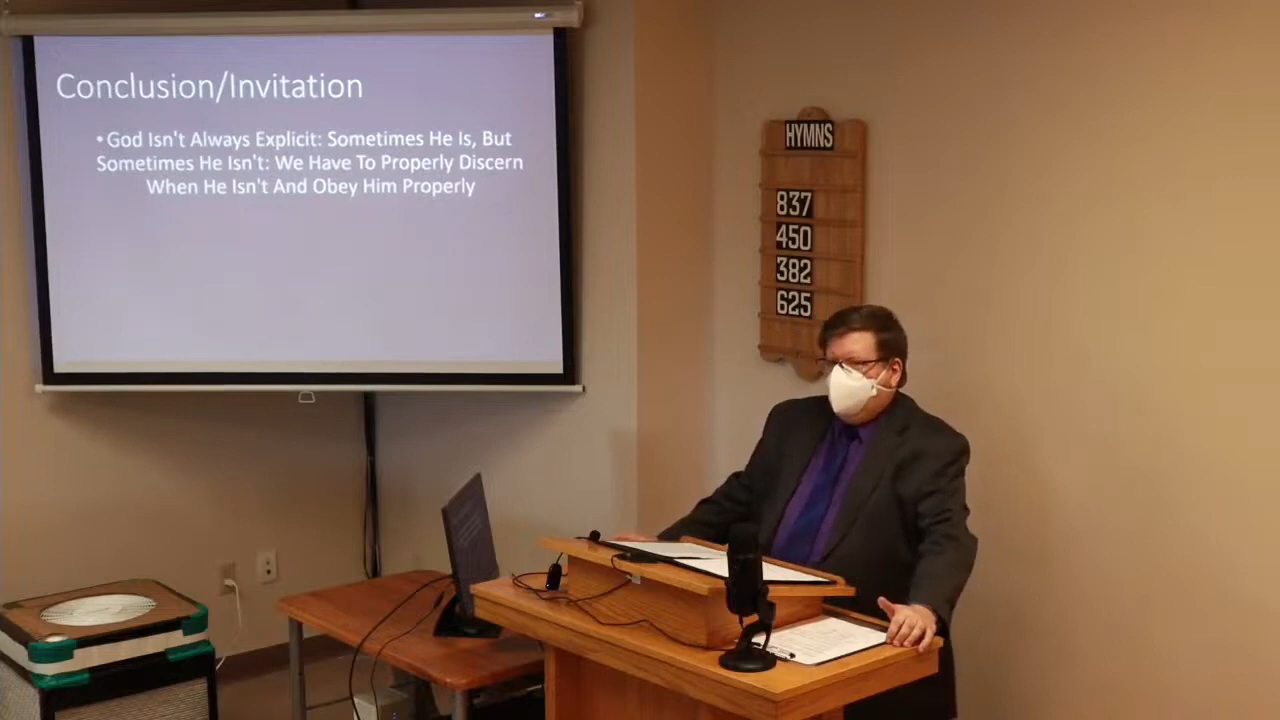 Conclusion/Invitation
• God Isn't Always Explicit: Sometimes He Is, But
Sometimes He Isn't: We Have To Properly Discern
When He Isn't And Obey Him Properly
HYMNS
837
450
382
625